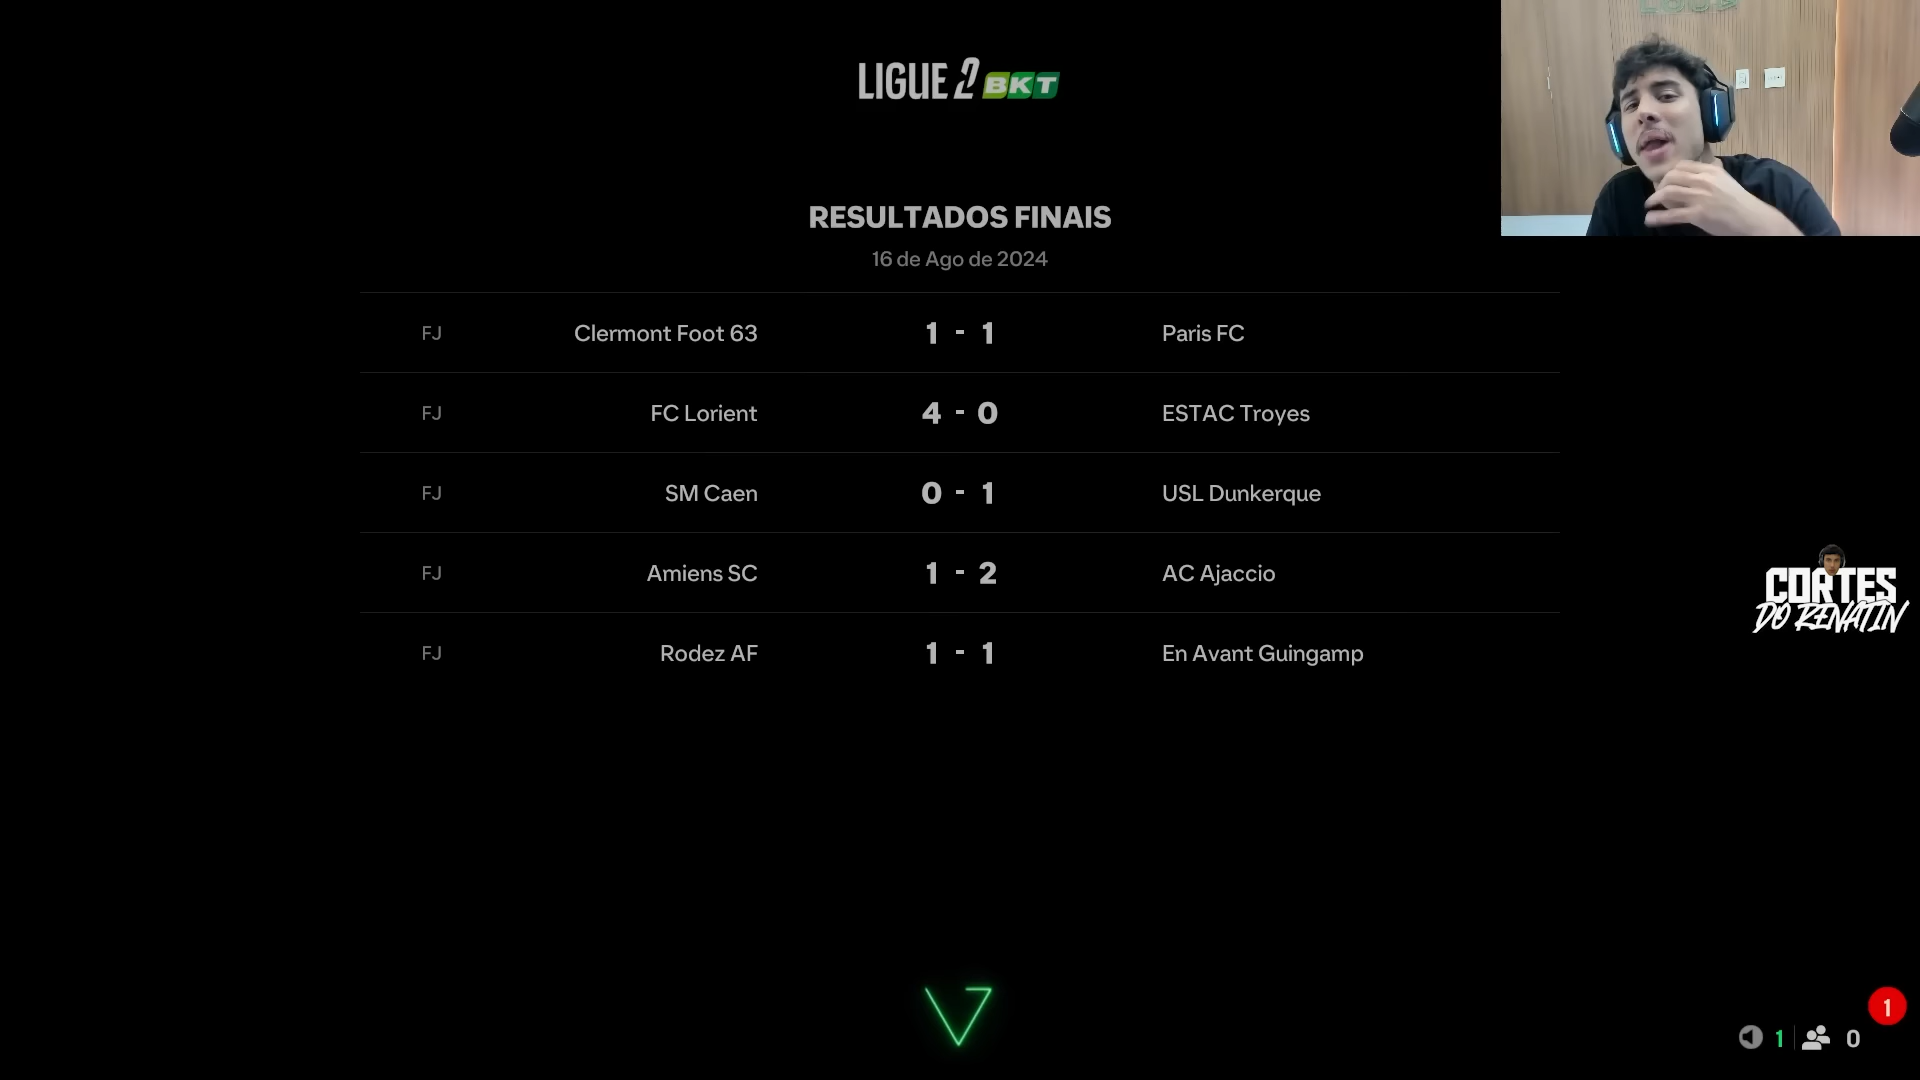 LIGUE 2 BKT
RESULTADOS FINAIS
16 de Ago de 2024
FJ Clermont Foot 63 1 - 1 Paris FC
FJ FC Lorient 4 - 0 ESTAC Troyes
FJ SM Caen 0 - 1 USL Dunkerque
FJ Amiens SC 1 - 2 AC Ajaccio
FJ Rodez AF 1 - 1 En Avant Guingamp
CORTES
DO RENATIN
1
1 0